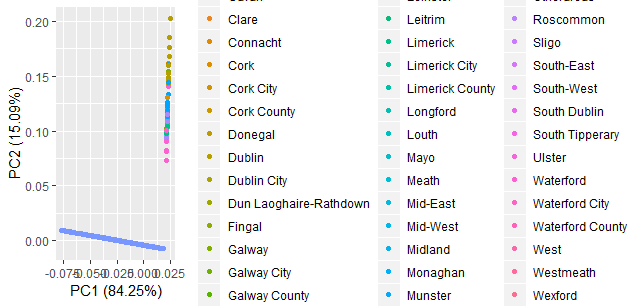 0.20
0.15
0.10
0.05
0.00
PC2 (15.09%)
-0.075 -0.050 -0.025 0.000 0.025
PC1 (84.25%)
Clare
Connacht
Cork
Cork City
Cork County
Donegal
Dublin
Dublin City
Dun Laoghaire-Rathdown
Fingal
Galway
Galway City
Galway County
Leitrim
Limerick
Limerick City
Limerick County
Longford
Louth
Mayo
Meath
Mid-East
Mid-West
Midland
Monaghan
Munster
Roscommon
Sligo
South-East
South-West
South Dublin
South Tipperary
Ulster
Waterford
Waterford City
Waterford County
West
Westmeath
Wexford